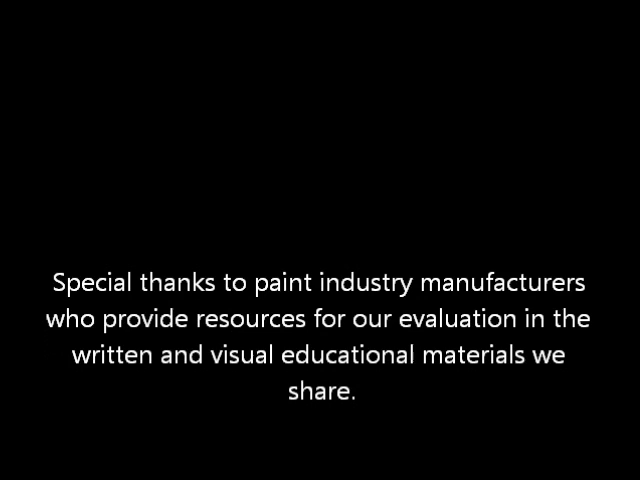 Special thanks to paint industry manufacturers
who provide resources for our evaluation in the
written and visual educational materials we
share.